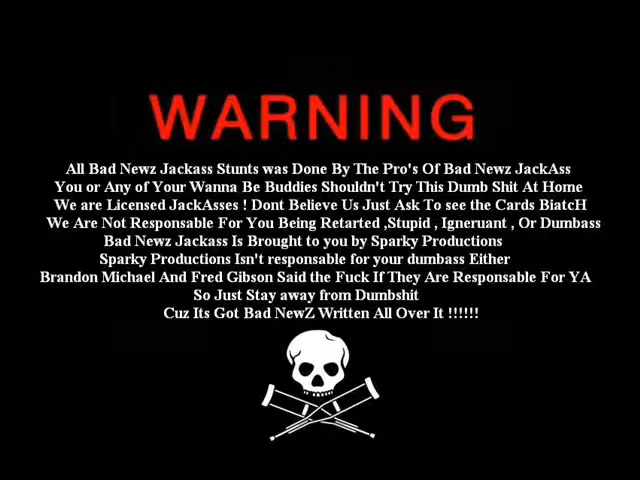 WARNING
All Bad Newz Jackass Stunts was Done By The Pro's Of Bad Newz JackAss
You or Any of Your Wanna Be Buddies Shouldn't Try This Dumb Shit At Home
We are Licensed JackAsses ! Dont Believe Us Just Ask To see the Cards BiatcH
We Are Not Responsable For You Being Retarted ,Stupid , Igneruant , Or Dumbass
Bad Newz Jackass Is Brought to you by Sparky Productions
Sparky Productions Isn't responsable for your dumbass Either
Brandon Michael And Fred Gibson Said the Fuck If They Are Responsable For YA
So Just Stay away from Dumbshit
Cuz Its Got Bad NewZ Written All Over It !!!!!!